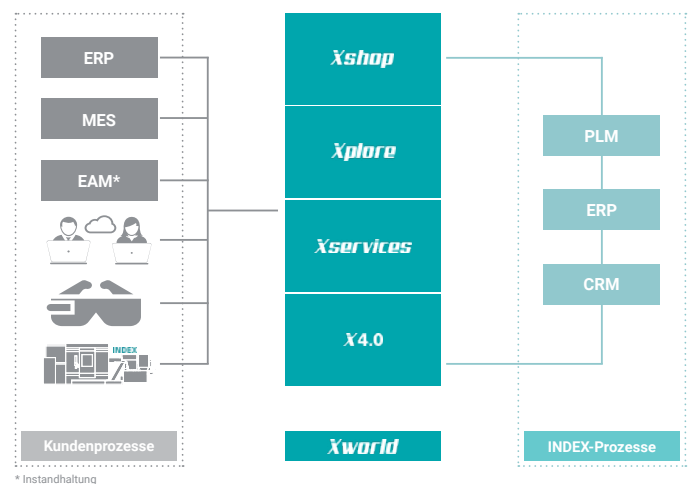 ERP
MES
EAM*
INDEX
Kundenprozesse
* Instandhaltung
Xshop
Xplore
Xservices
X4.0
Xworld
PLM
ERP
CRM
INDEX-Prozesse